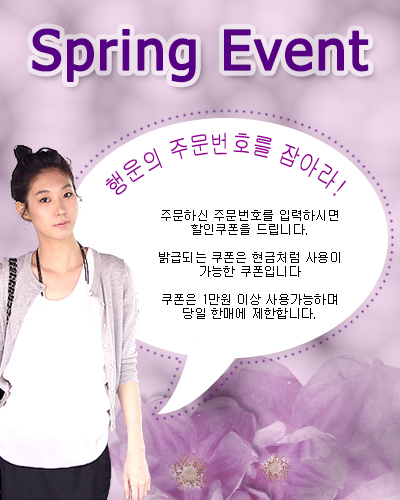 Spring Event
행운의 주문번호를 잡아라!
주문하신 주문번호를 입력하시면
할인쿠폰을 드립니다.
밝급되는 쿠폰은 현금처럼 사용이
가능한 쿠폰입니다
쿠폰은 1만원 이상 사용가능하며
당일 한매에 제한합니다.